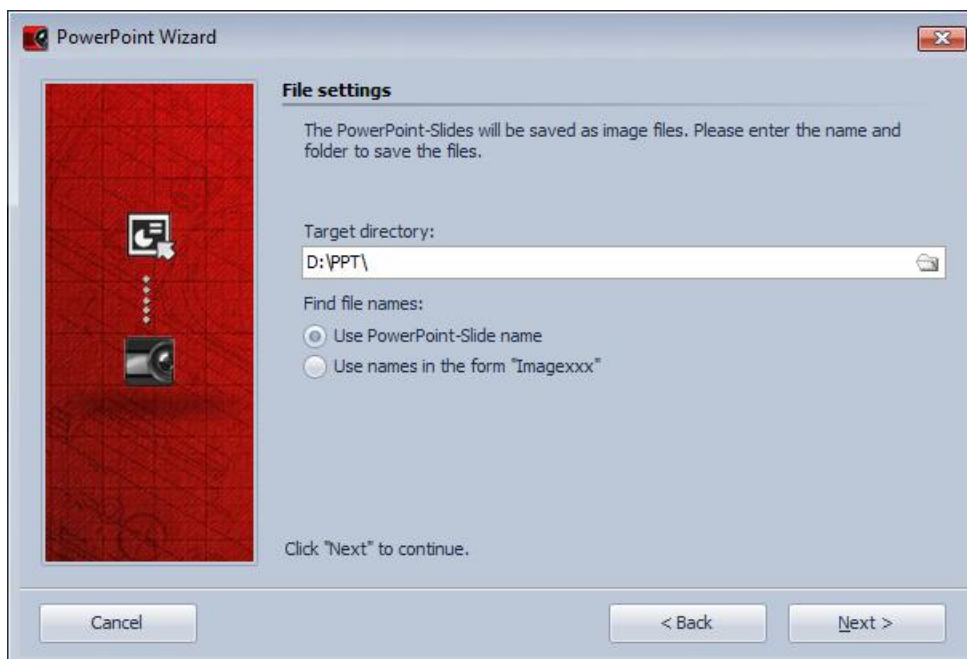 PowerPoint Wizard
File settings
The PowerPoint-Slides will be saved as image files. Please enter the name and
folder to save the files.
Target directory:
D:\PPT\
Find file names:
Use PowerPoint-Slide name
Use names in the form "Imagexxx"
Click "Next" to continue.
Cancel
< Back
Next >